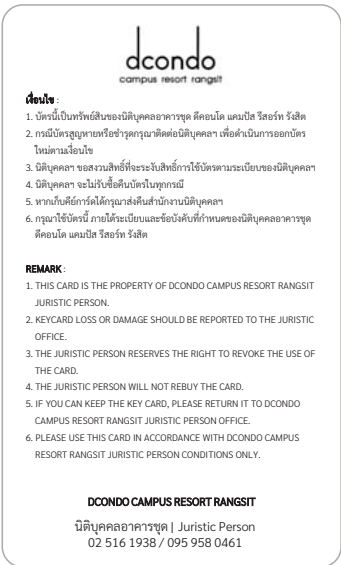 dcondo
campus resort rangsit
เงื่อนไข :
1. บัตรนี้เป็นทรัพย์สินของนิติบุคคลอาคารชุด ดีคอนโด แคมปัส รีสอร์ท รังสิต
2. กรณีบัตรสูญหายหรือชำรุดกรุณาติดต่อนิติบุคคลฯ เพื่อดำเนินการออกบัตร
ใหม่ตามเงื่อนไข
3. นิติบุคคลฯ ขอสงวนสิทธิ์ที่จะระงับสิทธิ์การใช้บัตรตามระเบียบของนิติบุคคลฯ
4. นิติบุคคลฯ จะไม่รับซื้อคืนบัตรในทุกกรณี
5. หากเก็บคีย์การ์ดได้กรุณาส่งคืนสำนักงานนิติบุคคลฯ
6. กรุณาใช้บัตรนี้ ภายใต้ระเบียบและข้อบังคับที่กำหนดของนิติบุคคลอาคารชุด
ดีคอนโด แคมปัส รีสอร์ท รังสิต
REMARK :
1. THIS CARD IS THE PROPERTY OF DCONDO CAMPUS RESORT RANGSIT
JURISTIC PERSON.
2. KEYCARD LOSS OR DAMAGE SHOULD BE REPORTED TO THE JURISTIC
OFFICE.
3. THE JURISTIC PERSON RESERVES THE RIGHT TO REVOKE THE USE OF
THE CARD.
4. THE JURISTIC PERSON WILL NOT REBUY THE CARD.
5. IF YOU CAN KEEP THE KEY CARD, PLEASE RETURN IT TO DCONDO
CAMPUS RESORT RANGSIT JURISTIC PERSON OFFICE.
6. PLEASE USE THIS CARD IN ACCORDANCE WITH DCONDO CAMPUS
RESORT RANGSIT JURISTIC PERSON CONDITIONS ONLY.
DCONDO CAMPUS RESORT RANGSIT
นิติบุคคลอาคารชุด | Juristic Person
02 516 1938 / 095 958 0461